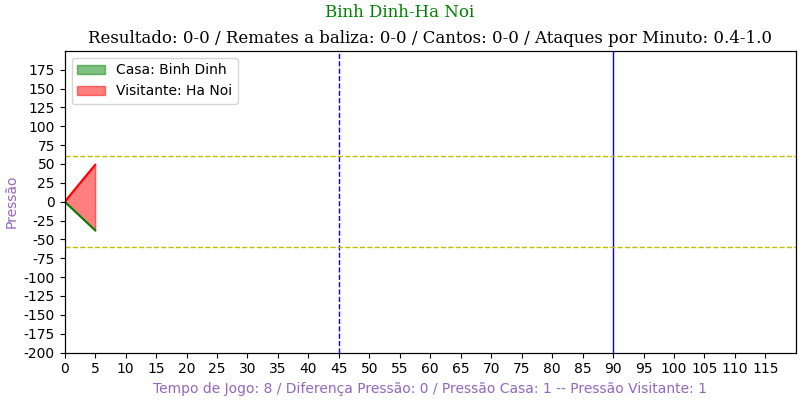 Binh Dinh-Ha Noi
Resultado: 0-0 / Remates a baliza: 0-0 / Cantos: 0-0 / Ataques por Minuto: 0.4-1.0
Casa: Binh Dinh
Visitante: Ha Noi
Pressão
175
150
125
100
75
50
25
0
-25
-50
-75
-100
-125
-150
-175
-200
0 5 10 15 20 25 30 35 40 45 50 55 60 65 70 75 80 85 90 95 100 105 110 115
Tempo de Jogo: 8 / Diferença Pressão: 0 / Pressão Casa: 1 -- Pressão Visitante: 1